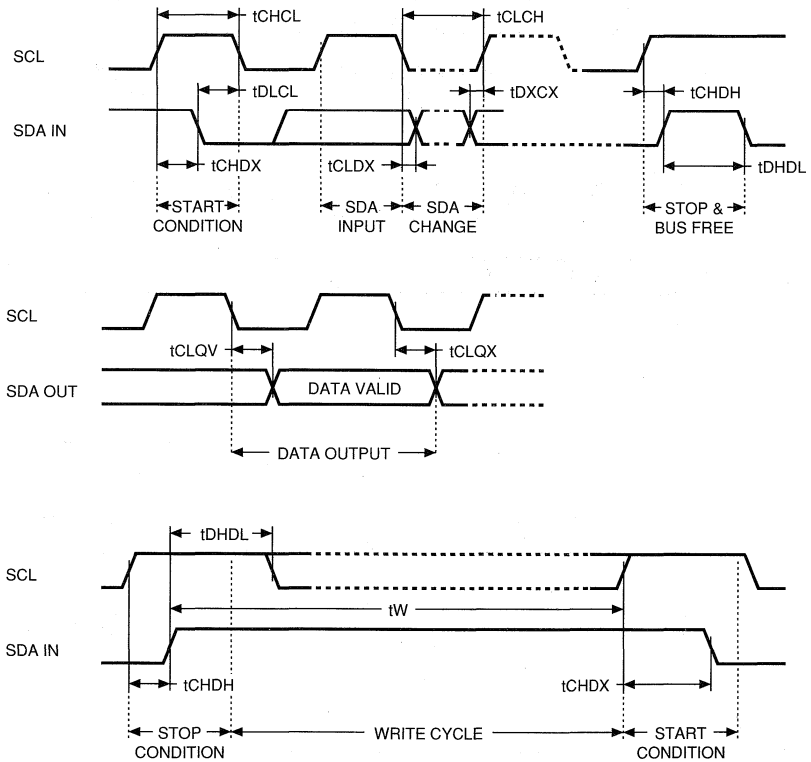 tCHCL
tCLCH
SCL
tDLCL
tDXCX
tCHDH
SDA IN
tCHDX
tCLDX
tDHDL
START
CONDITION
SDA
INPUT
SDA
CHANGE
STOP &
BUS FREE
SCL
tCLQV
tCLQX
SDA OUT
DATA VALID
DATA OUTPUT
tDHDL
SCL
tW
SDA IN
tCHDH
tCHDX
STOP
CONDITION
WRITE CYCLE
START
CONDITION